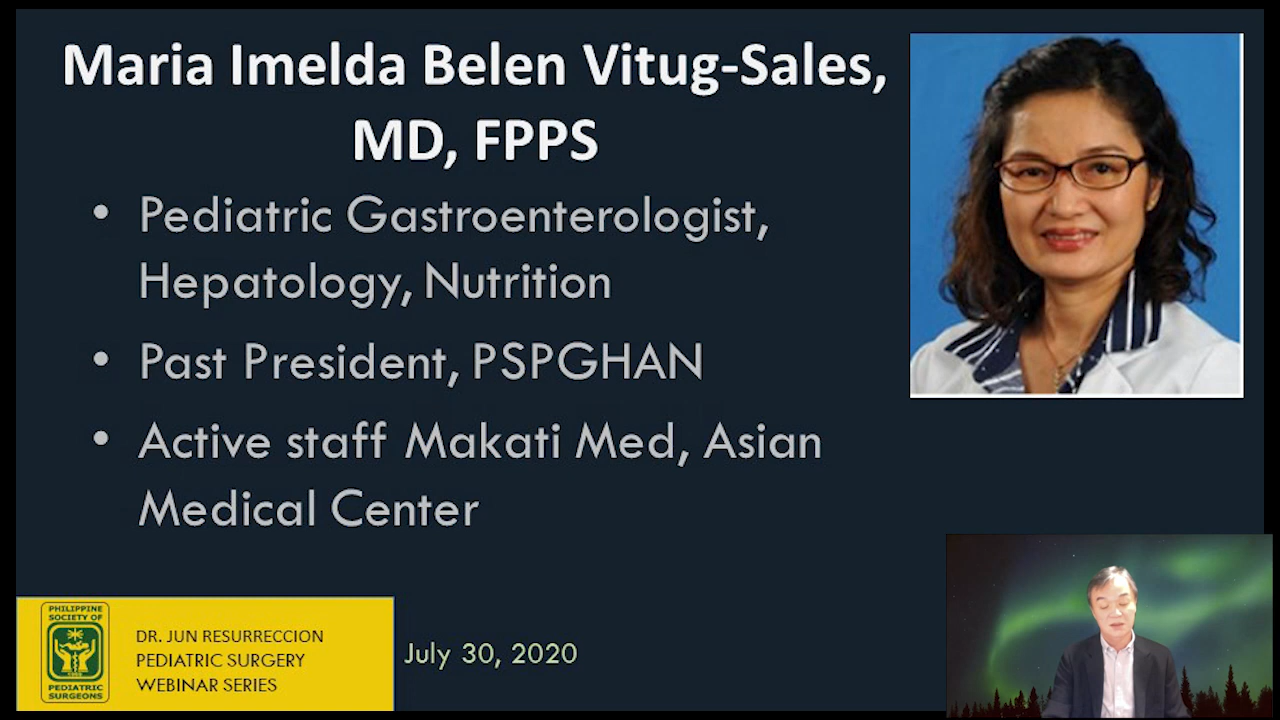 Maria Imelda Belen Vitug-Sales,
MD, FPPS
• Pediatric Gastroenterologist,
Hepatology, Nutrition
• Past President, PSPGHAN
• Active staff Makati Med, Asian
Medical Center
PHILIPPINE
SOCIETY OF
PEDIATRIC
SURGEONS
DR. JUN RESURRECCION
PEDIATRIC SURGERY
WEBINAR SERIES
July 30, 2020